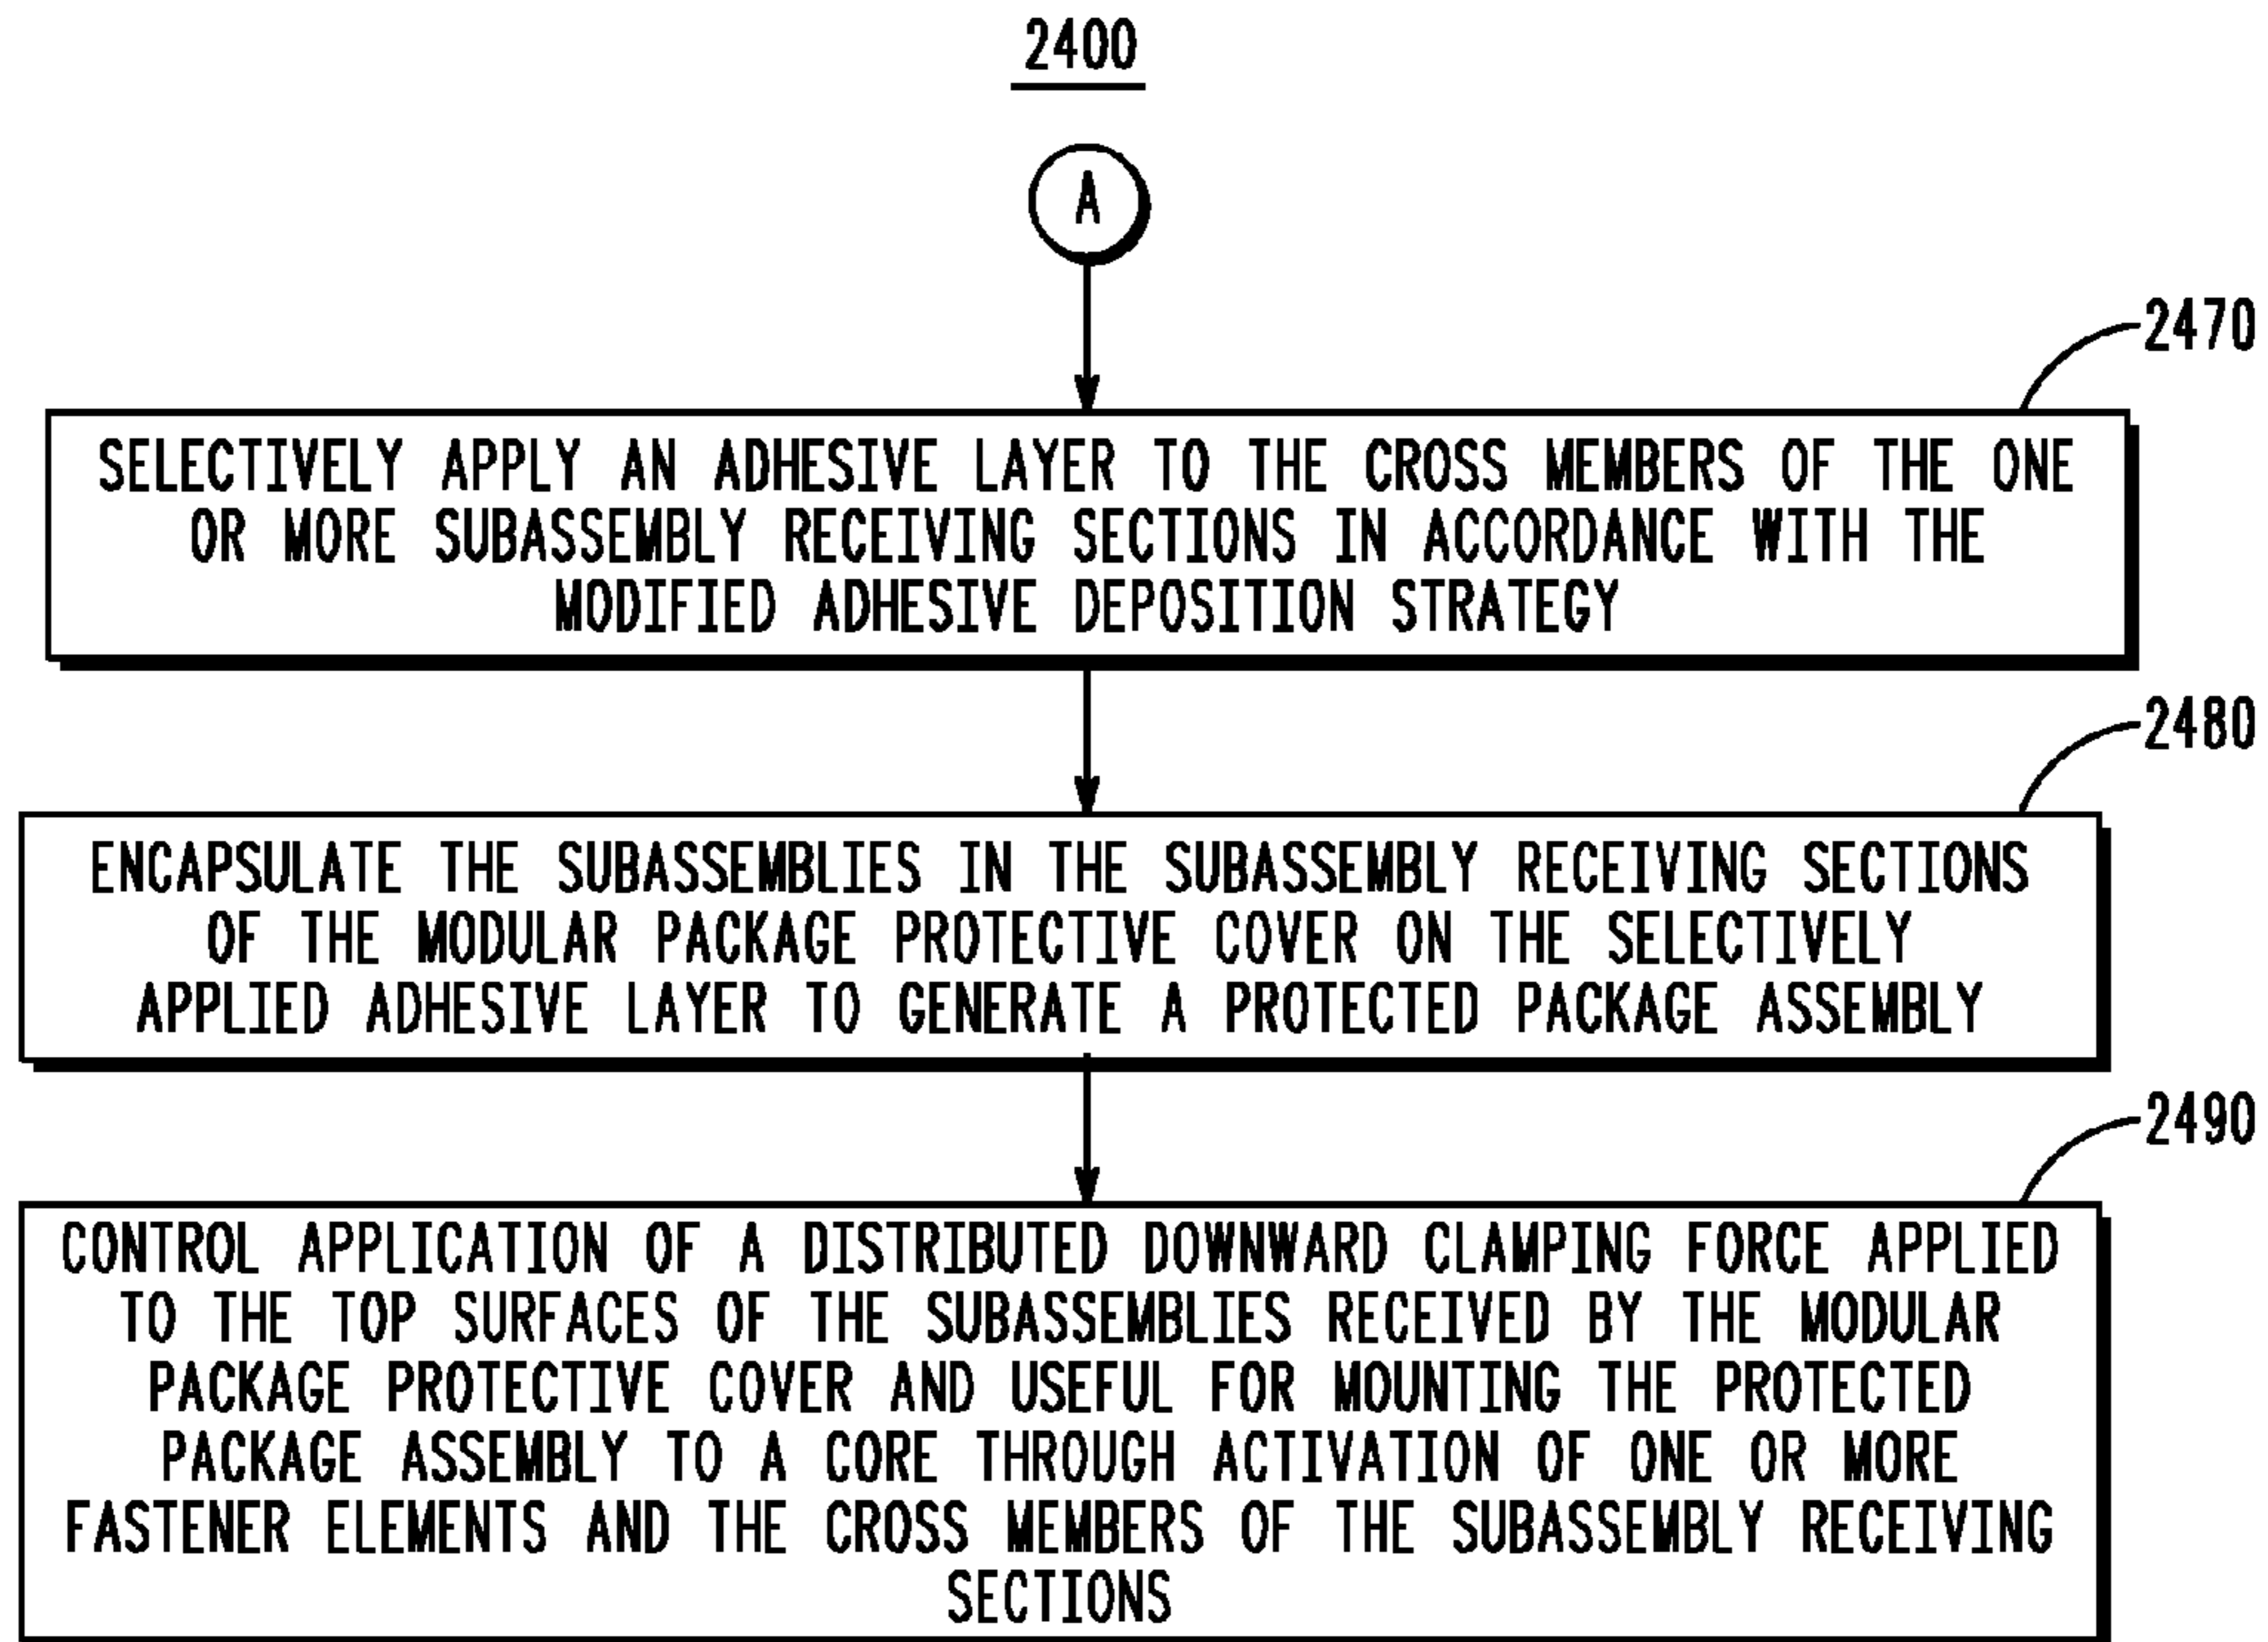 2400
A
2470
SELECTIVELY APPLY AN ADHESIVE LAYER TO THE CROSS MEMBERS OF THE ONE
OR MORE SUBASSEMBLY RECEIVING SECTIONS IN ACCORDANCE WITH THE
MODIFIED ADHESIVE DEPOSITION STRATEGY
2480
ENCAPSULATE THE SUBASSEMBLIES IN THE SUBASSEMBLY RECEIVING SECTIONS
OF THE MODULAR PACKAGE PROTECTIVE COVER ON THE SELECTIVELY
APPLIED ADHESIVE LAYER TO GENERATE A PROTECTED PACKAGE ASSEMBLY
2490
CONTROL APPLICATION OF A DISTRIBUTED DOWNWARD CLAMPING FORCE APPLIED
TO THE TOP SURFACES OF THE SUBASSEMBLIES RECEIVED BY THE MODULAR
PACKAGE PROTECTIVE COVER AND USEFUL FOR MOUNTING THE PROTECTED
PACKAGE ASSEMBLY TO A CORE THROUGH ACTIVATION OF ONE OR MORE
FASTENER ELEMENTS AND THE CROSS MEMBERS OF THE SUBASSEMBLY RECEIVING
SECTIONS